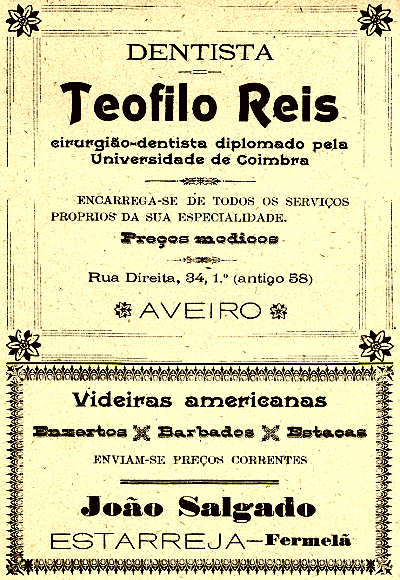 DENTISTA
Teofilo Reis
cirurgião-dentista diplomado pela
Universidade de Coimbra
ENCARREGA-SE DE TODOS OS SERVIÇOS
PROPRIOS DA SUA ESPECIALIDADE.
Preços modicos
Rua Direita, 34, 1.º (antigo 58)
AVEIRO
Videiras americanas
Enxertos Barbados Estacas
ENVIAM-SE PREÇOS CORRENTES
João Salgado
ESTARREJA—Fermelã